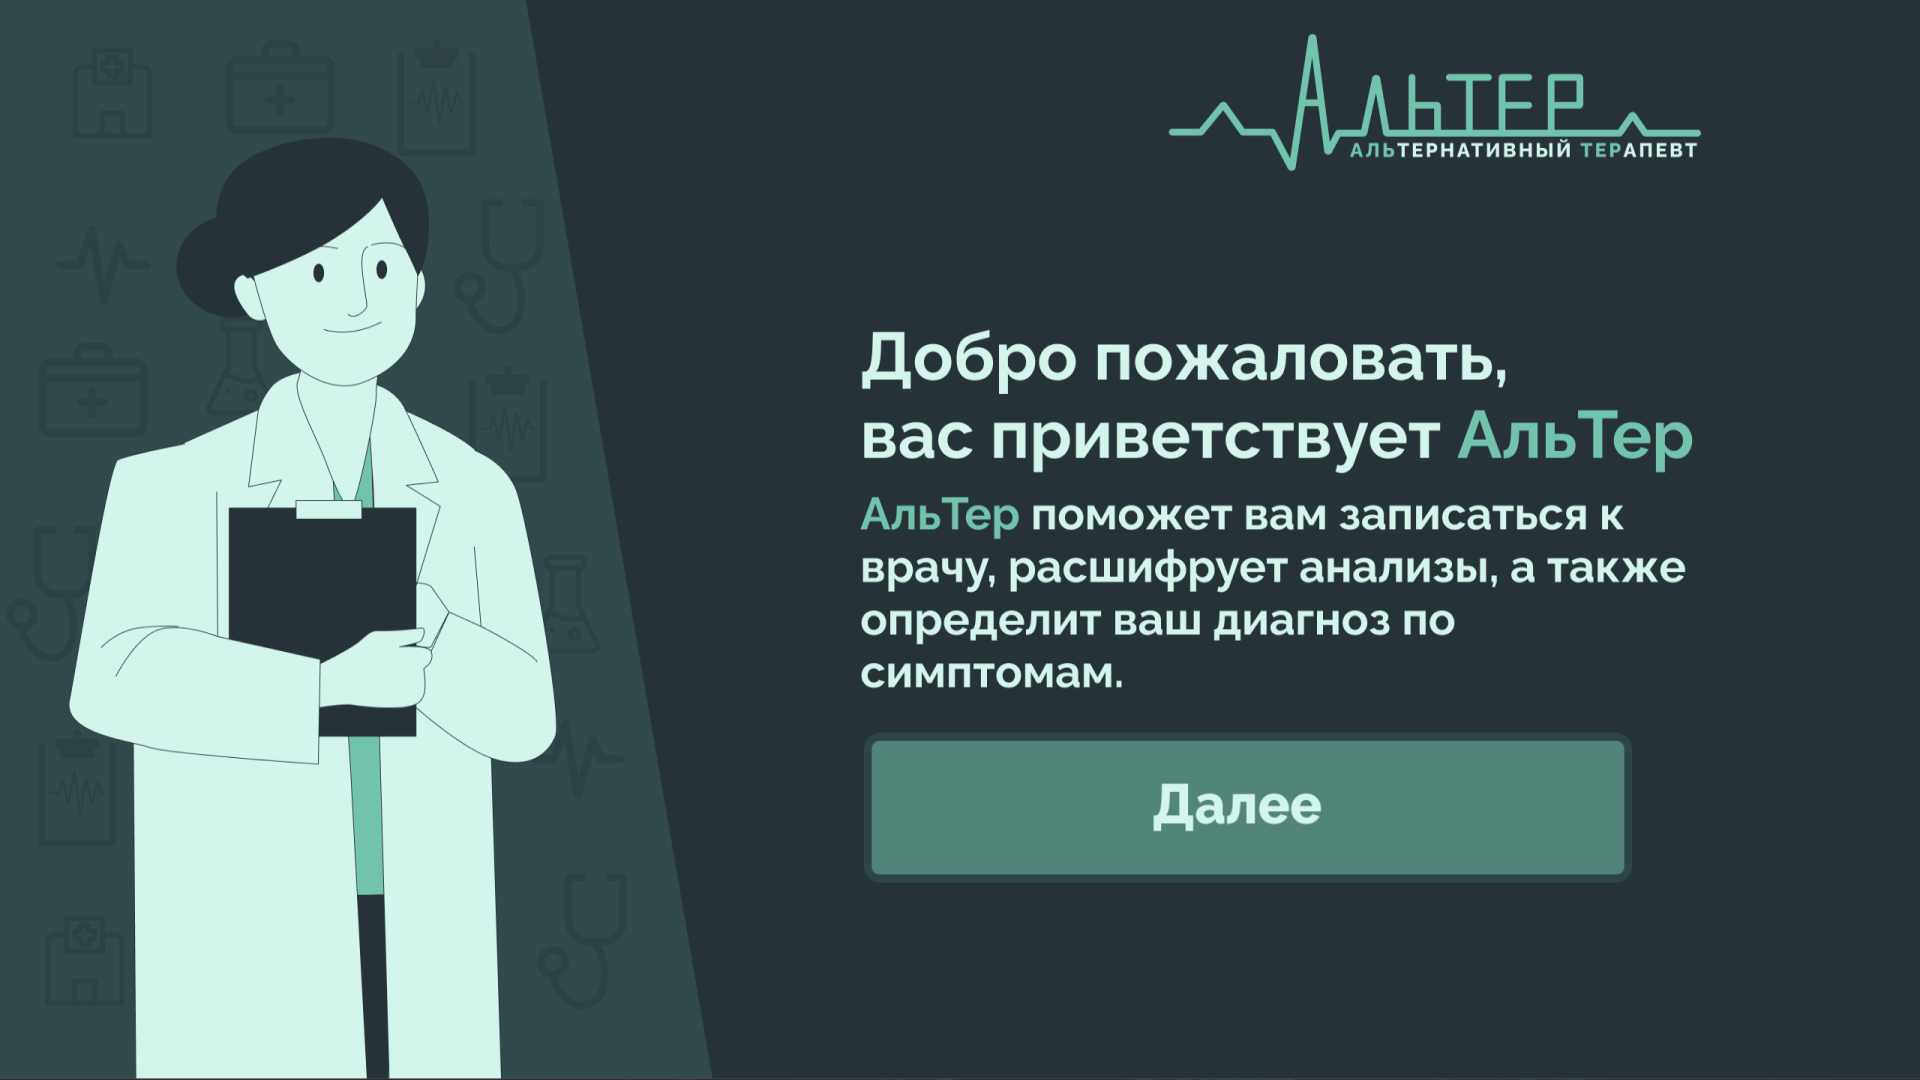 АльТЕР
АЛЬТЕРНАТИВНЫЙ ТЕРАПЕВТ
Добро пожаловать,
вас приветствует АльТер
АльТер поможет вам записаться к
врачу, расшифрует анализы, а также
определит ваш диагноз по
симптомам.
Далее